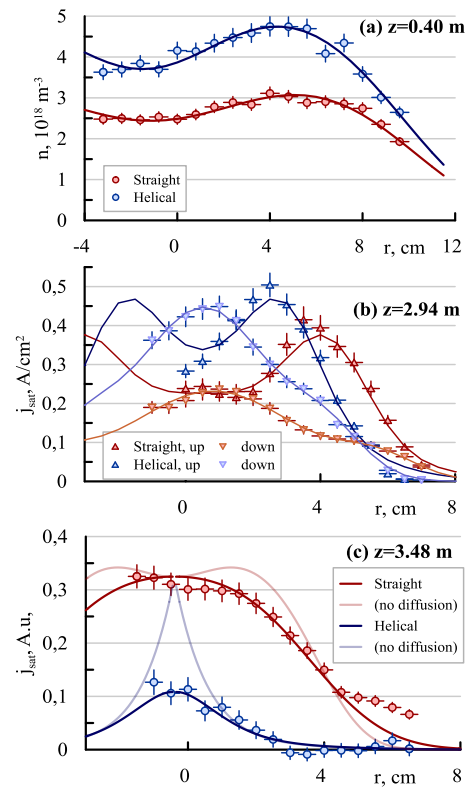 (a) z=0.40 m
5
4
3
2
1
0
n, 10¹⁸ m⁻³
Straight
Helical
-4 0 4 8 12
r, cm
(b) z=2.94 m
0,5
0,4
0,3
0,2
0,1
0
jsat, A/cm²
Straight, up down
Helical, up down
0 4 8
r, cm
(c) z=3.48 m
0,4
0,3
0,2
0,1
0
jsat, A.u,
Straight
(no diffusion)
Helical
(no diffusion)
0 4 8
r, cm